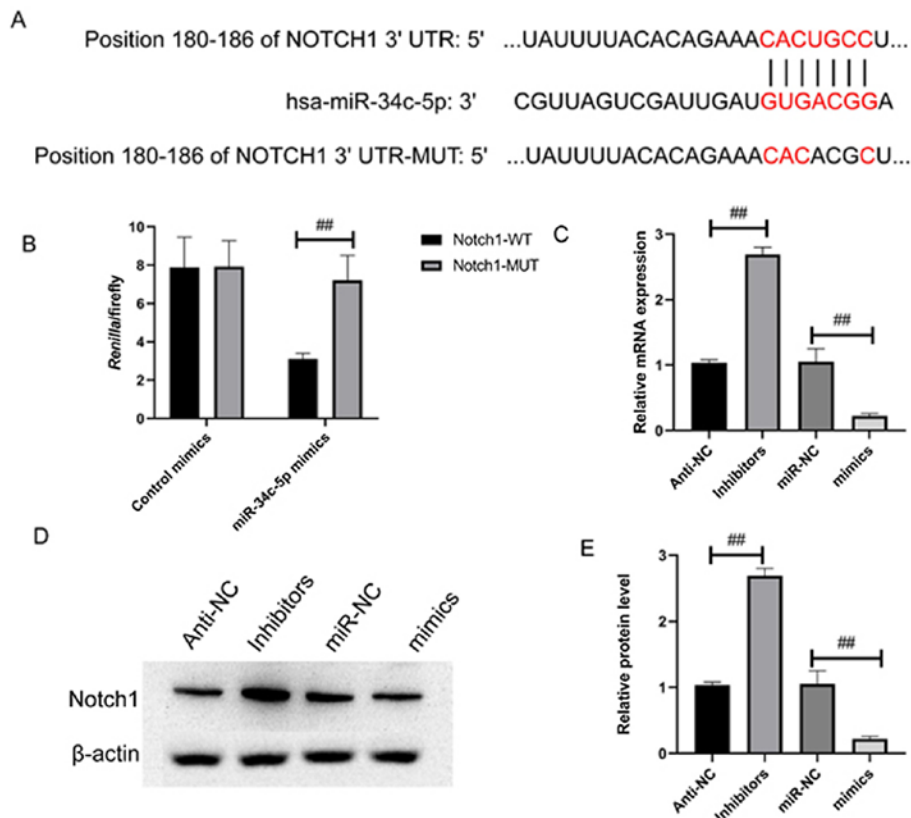 A
Position 180-186 of NOTCH1 3' UTR: 5' ...UAUUUUACACAGAAACACUGCCU...
hsa-miR-34c-5p: 3' CGUUAGUCGAUUGAUGUGACGGA
Position 180-186 of NOTCH1 3' UTR-MUT: 5' ...UAUUUUACACAGAAACACACGCU...
B
10
8
6
4
2
0
Renilla/firefly
##
Control mimics
miR-34c-5p mimics
Notch1-WT
Notch1-MUT
C
3
2
1
0
Relative mRNA expression
##
##
Anti-NC
Inhibitors
miR-NC
mimics
D
Anti-NC
Inhibitors
miR-NC
mimics
Notch1
β-actin
E
3
2
1
0
Relative protein level
##
##
Anti-NC
Inhibitors
miR-NC
mimics